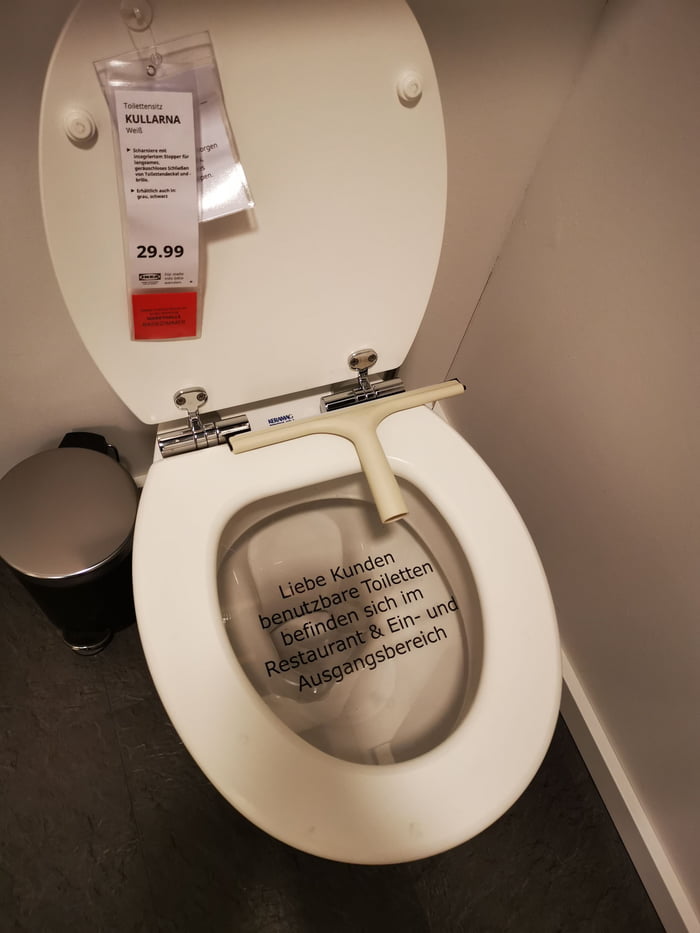 Toilettensitz
KULLARNA
Weiß
Scharniere mit
integriertem Stopper für
langsames,
geräuschloses Schließen
von Toilettendeckel und -
brille.
Erhältlich auch in:
grau, schwarz
29.99
IKEA
KERAMAG
Liebe Kunden
benutzbare Toiletten
befinden sich im
Restaurant & Ein- und
Ausgangsbereich